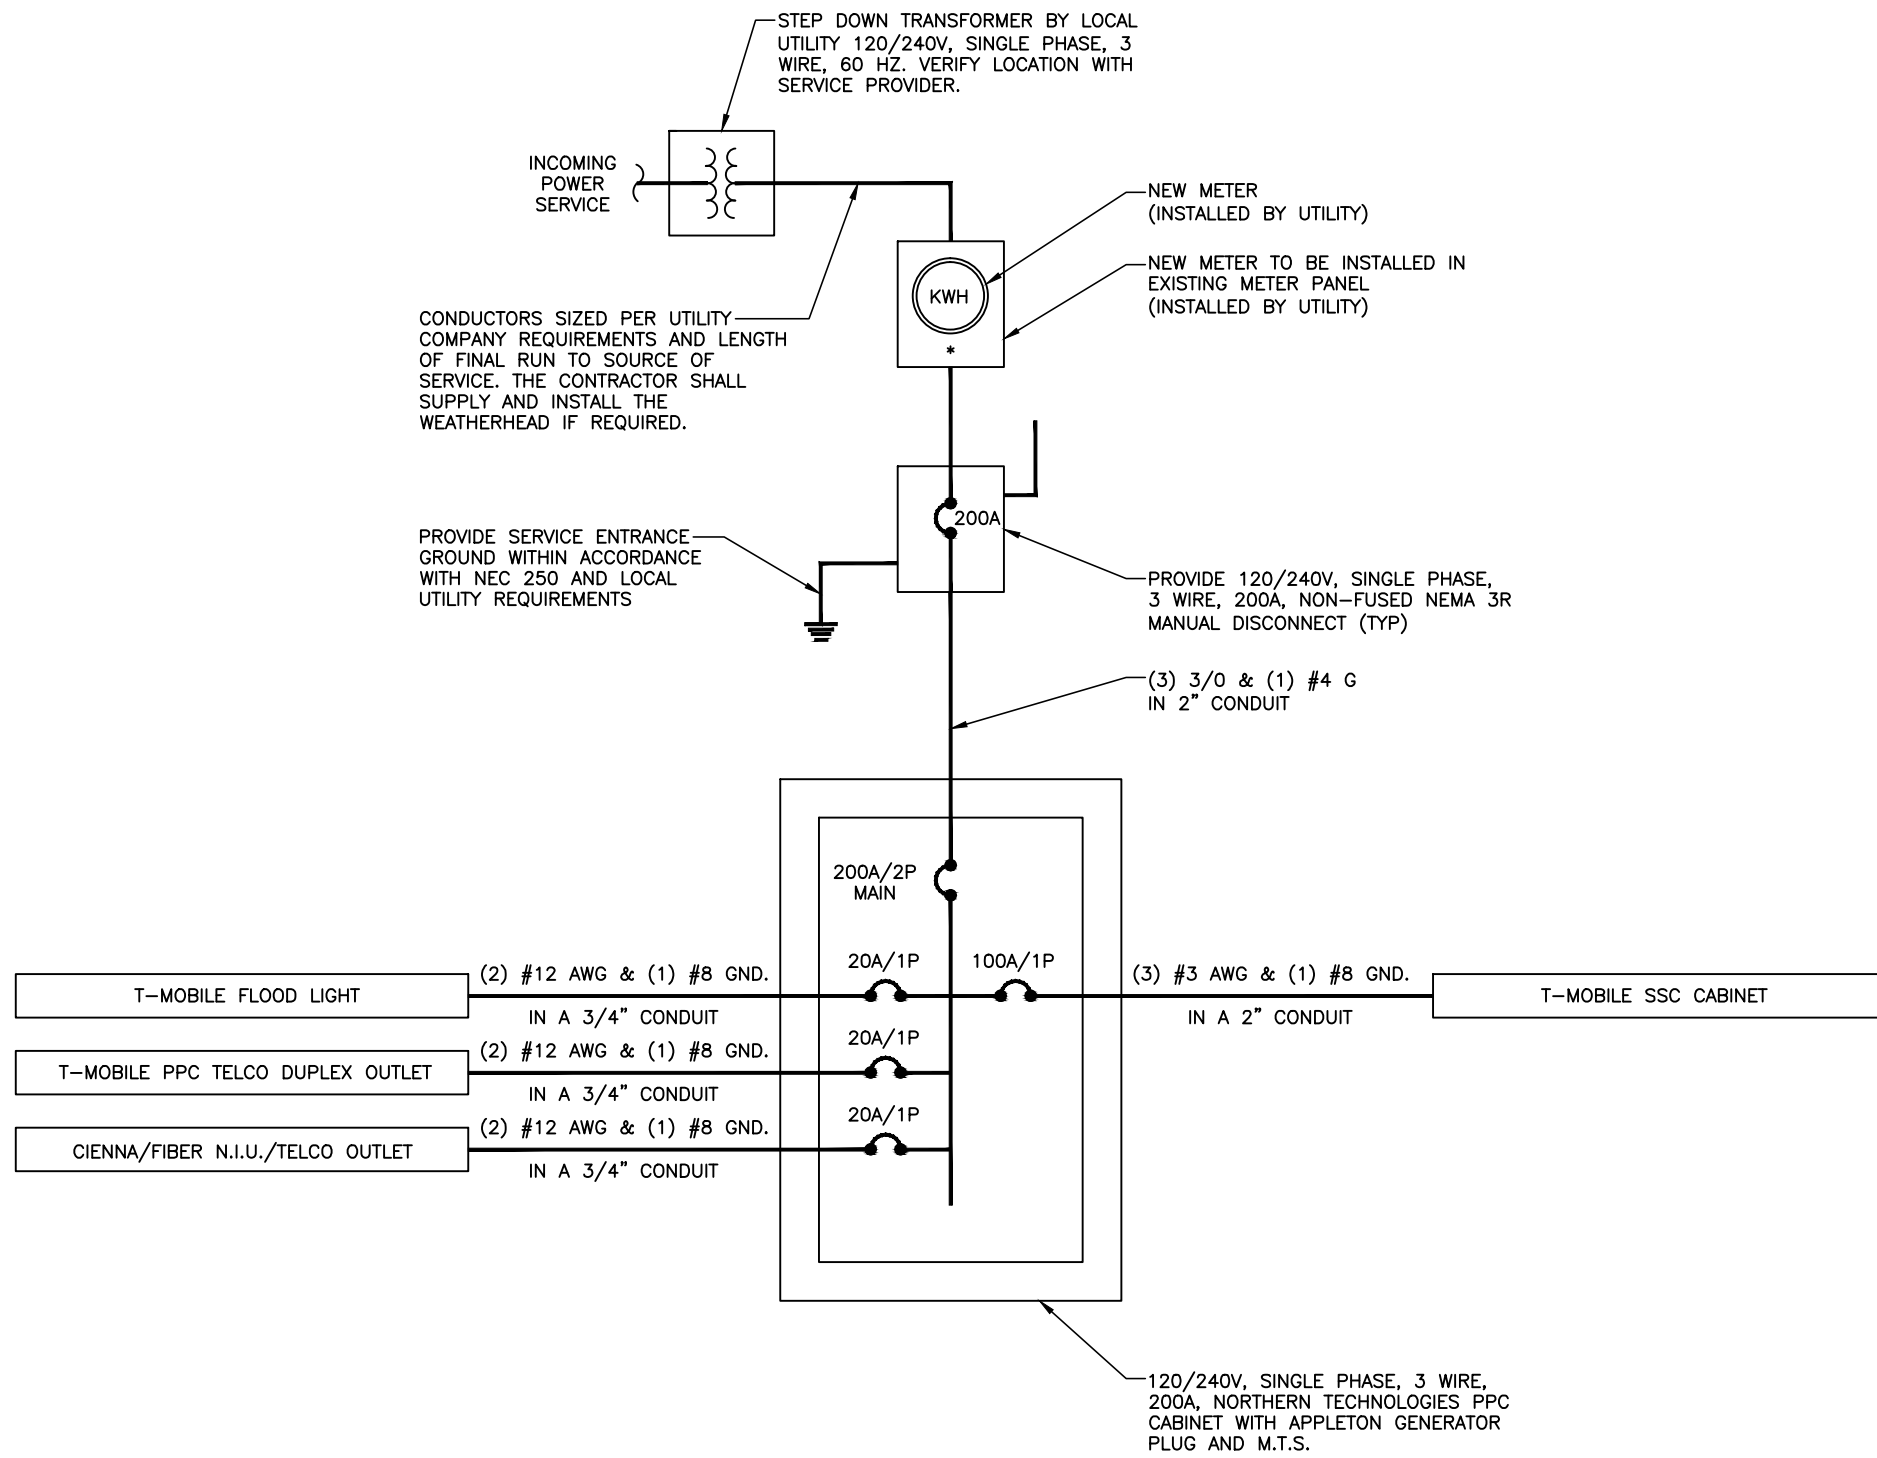 STEP DOWN TRANSFORMER BY LOCAL
UTILITY 120/240V, SINGLE PHASE, 3
WIRE, 60 HZ. VERIFY LOCATION WITH
SERVICE PROVIDER.
INCOMING
POWER
SERVICE
NEW METER
(INSTALLED BY UTILITY)
NEW METER TO BE INSTALLED IN
EXISTING METER PANEL
(INSTALLED BY UTILITY)
KWH
*
CONDUCTORS SIZED PER UTILITY
COMPANY REQUIREMENTS AND LENGTH
OF FINAL RUN TO SOURCE OF
SERVICE. THE CONTRACTOR SHALL
SUPPLY AND INSTALL THE
WEATHERHEAD IF REQUIRED.
200A
PROVIDE SERVICE ENTRANCE
GROUND WITHIN ACCORDANCE
WITH NEC 250 AND LOCAL
UTILITY REQUIREMENTS
PROVIDE 120/240V, SINGLE PHASE,
3 WIRE, 200A, NON-FUSED NEMA 3R
MANUAL DISCONNECT (TYP)
(3) 3/0 & (1) #4 G
IN 2" CONDUIT
200A/2P
MAIN
T-MOBILE FLOOD LIGHT
(2) #12 AWG & (1) #8 GND.
IN A 3/4" CONDUIT
20A/1P
100A/1P
(3) #3 AWG & (1) #8 GND.
IN A 2" CONDUIT
T-MOBILE SSC CABINET
T-MOBILE PPC TELCO DUPLEX OUTLET
(2) #12 AWG & (1) #8 GND.
IN A 3/4" CONDUIT
20A/1P
CIENNA/FIBER N.I.U./TELCO OUTLET
(2) #12 AWG & (1) #8 GND.
IN A 3/4" CONDUIT
20A/1P
120/240V, SINGLE PHASE, 3 WIRE,
200A, NORTHERN TECHNOLOGIES PPC
CABINET WITH APPLETON GENERATOR
PLUG AND M.T.S.